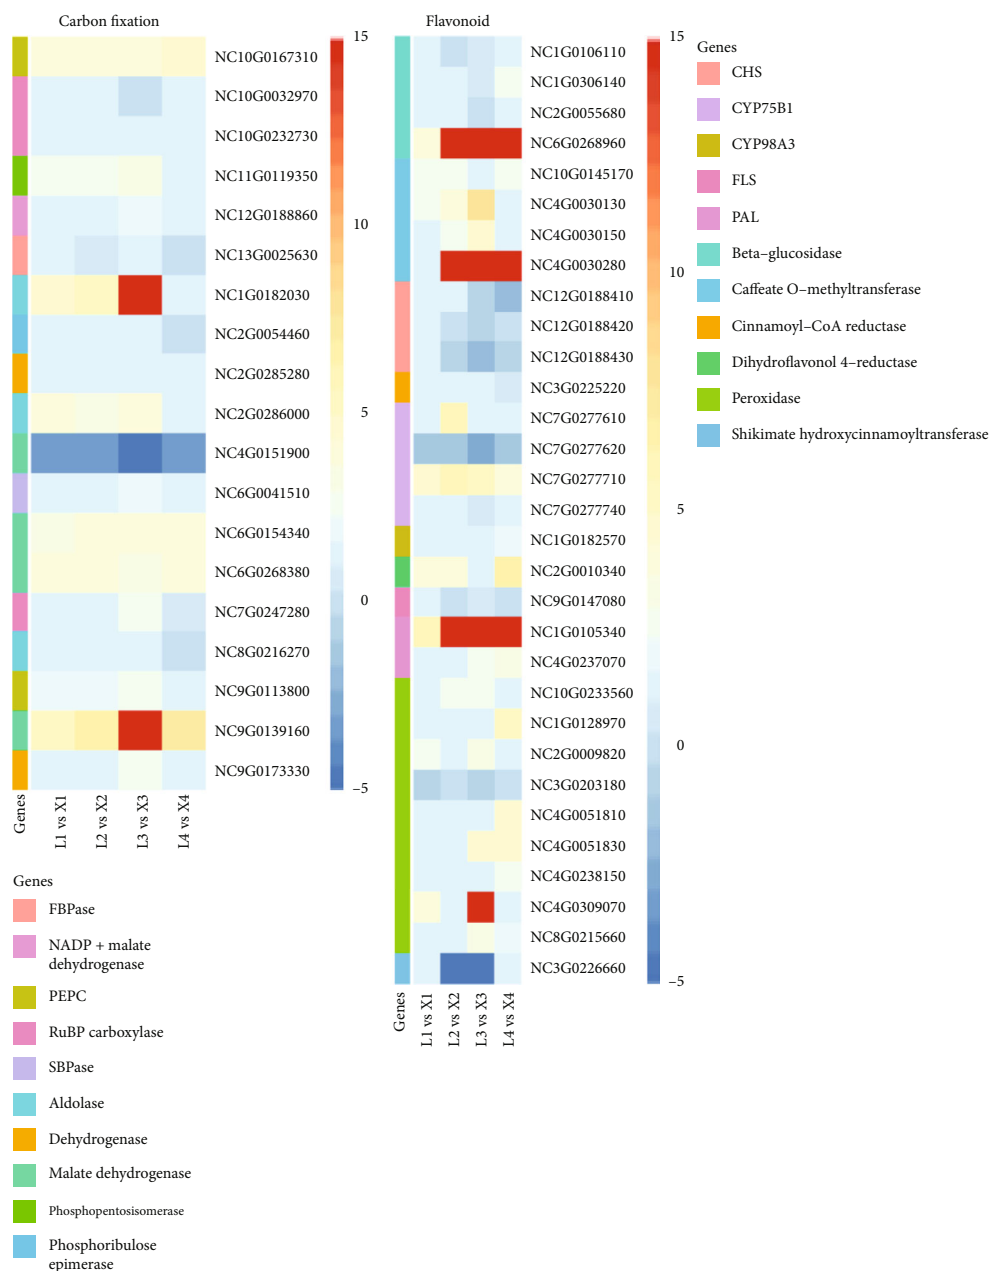 Carbon fixation
NC10G0167310
NC10G0032970
NC10G0232730
NC11G0119350
NC12G0188860
NC13G0025630
NC1G0182030
NC2G0054460
NC2G0285280
NC2G0286000
NC4G0151900
NC6G0041510
NC6G0154340
NC6G0268380
NC7G0247280
NC8G0216270
NC9G0113800
NC9G0139160
NC9G0173330
15
10
5
0
−5
Genes
L1 vs X1
L2 vs X2
L3 vs X3
L4 vs X4
Genes
FBPase
NADP + malate
dehydrogenase
PEPC
RuBP carboxylase
SBPase
Aldolase
Dehydrogenase
Malate dehydrogenase
Phosphopentosisomerase
Phosphoribulose
epimerase
Flavonoid
NC1G0106110
NC1G0306140
NC2G0055680
NC6G0268960
NC10G0145170
NC4G0030130
NC4G0030150
NC4G0030280
NC12G0188410
NC12G0188420
NC12G0188430
NC3G0225220
NC7G0277610
NC7G0277620
NC7G0277710
NC7G0277740
NC1G0182570
NC2G0010340
NC9G0147080
NC1G0105340
NC4G0237070
NC10G0233560
NC1G0128970
NC2G0009820
NC3G0203180
NC4G0051810
NC4G0051830
NC4G0238150
NC4G0309070
NC8G0215660
NC3G0226660
15
10
5
0
−5
Genes
L1 vs X1
L2 vs X2
L3 vs X3
L4 vs X4
Genes
CHS
CYP75B1
CYP98A3
FLS
PAL
Beta−glucosidase
Caffeate O−methyltransferase
Cinnamoyl−CoA reductase
Dihydroflavonol 4−reductase
Peroxidase
Shikimate hydroxycinnamoyltransferase